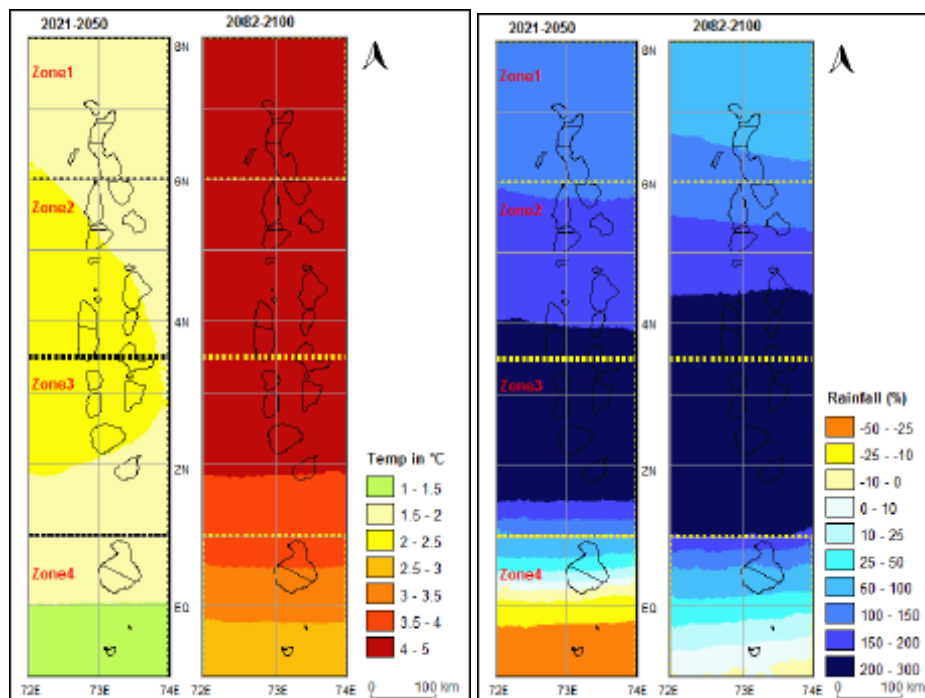 2021-2050
2082-2100
8N
6N
4N
2N
EQ
Zone1
Zone2
Zone3
Zone4
72E
73E
74E
72E
73E
74E
Temp in °C
1 - 1.5
1.5 - 2
2 - 2.5
2.5 - 3
3 - 3.5
3.5 - 4
4 - 5
0 100 km
2021-2050
2082-2100
8N
6N
4N
2N
EQ
Zone1
Zone2
Zone3
Zone4
72E
73E
74E
72E
73E
74E
Rainfall (%)
-50 - -25
-25 - -10
-10 - 0
0 - 10
10 - 25
25 - 50
60 - 100
100 - 150
150 - 200
200 - 300
0 100 km